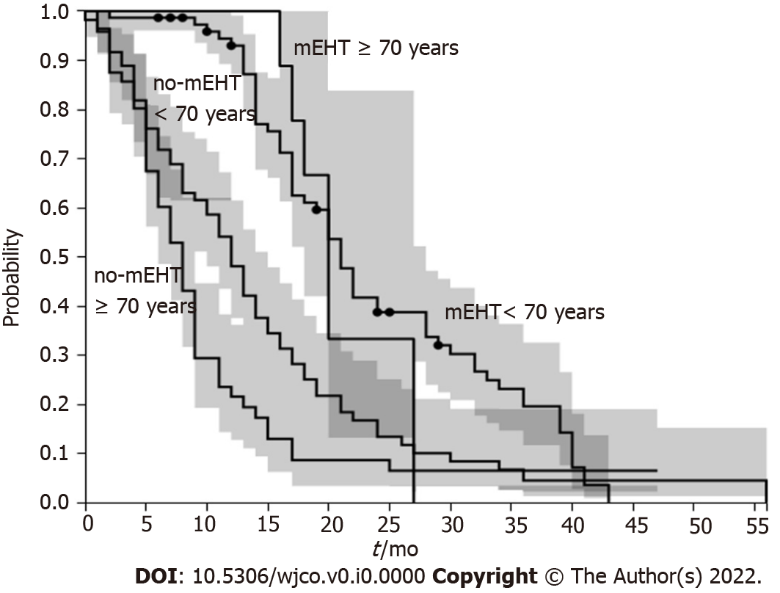 1.0
0.9
0.8
0.7
0.6
0.5
0.4
0.3
0.2
0.1
0.0
Probability
mEHT ≥ 70 years
no-mEHT
< 70 years
no-mEHT
≥ 70 years
mEHT< 70 years
0 5 10 15 20 25 30 35 40 45 50 55
t/mo
DOI: 10.5306/wjco.v0.i0.0000 Copyright © The Author(s) 2022.